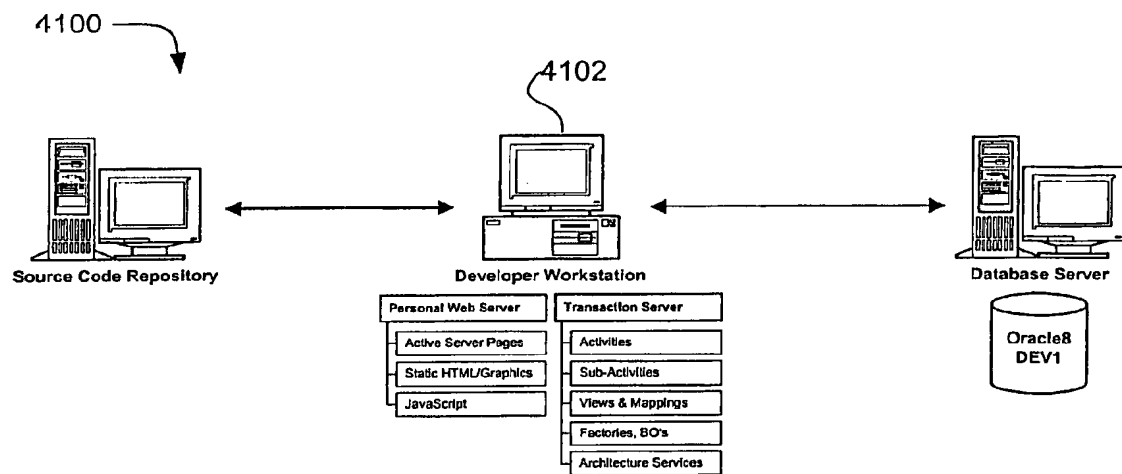 4100
4102
Source Code Repository
Developer Workstation
Database Server
Personal Web Server
Active Server Pages
Static HTML/Graphics
JavaScript
Transaction Server
Activities
Sub-Activities
Views & Mappings
Factories, BO's
Architecture Services
Oracle8
DEV1